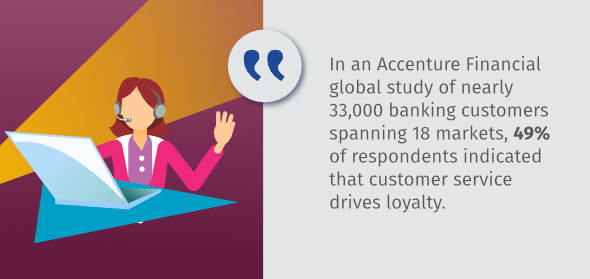 In an Accenture Financial
global study of nearly
33,000 banking customers
spanning 18 markets, 49%
of respondents indicated
that customer service
drives loyalty.